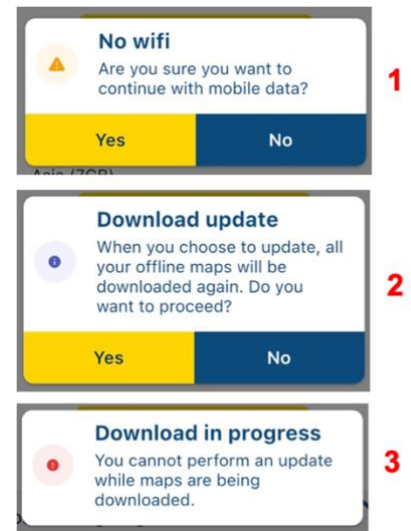 No wifi
Are you sure you want to
continue with mobile data?
Yes No
1
Asia (7GB)
Download update
When you choose to update, all
your offline maps will be
downloaded again. Do you
want to proceed?
Yes No
2
Download in progress
You cannot perform an update
while maps are being
downloaded.
3